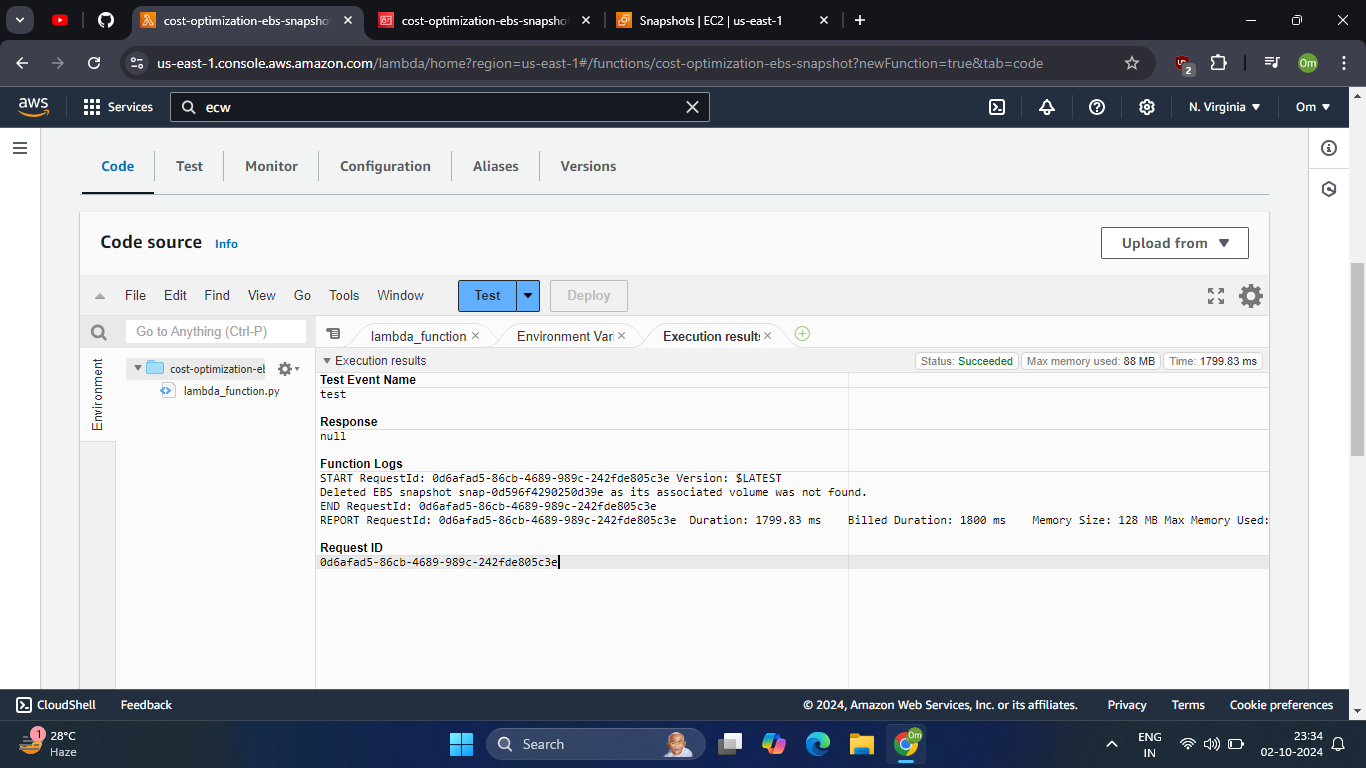 cost-optimization-ebs-snapsho
cost-optimization-ebs-snapsho
Snapshots | EC2 | us-east-1
us-east-1.console.aws.amazon.com/lambda/home?region=us-east-1#/functions/cost-optimization-ebs-snapshot?newFunction=true&tab=code
2
Om
aws
Services
ecw
N. Virginia
Om
Code
Test
Monitor
Configuration
Aliases
Versions
Code source
Info
Upload from
File
Edit
Find
View
Go
Tools
Window
Test
Deploy
Go to Anything (Ctrl-P)
lambda_function
Environment Vari
Execution results
Environment
cost-optimization-eb
lambda_function.py
Execution results
Status: Succeeded
Max memory used: 88 MB
Time: 1799.83 ms
Test Event Name
test
Response
null
Function Logs
START RequestId: 0d6afad5-86cb-4689-989c-242fde805c3e Version: $LATEST
Deleted EBS snapshot snap-0d596f4290250d39e as its associated volume was not found.
END RequestId: 0d6afad5-86cb-4689-989c-242fde805c3e
REPORT RequestId: 0d6afad5-86cb-4689-989c-242fde805c3e Duration: 1799.83 ms Billed Duration: 1800 ms Memory Size: 128 MB Max Memory Used:
Request ID
0d6afad5-86cb-4689-989c-242fde805c3e
CloudShell
Feedback
© 2024, Amazon Web Services, Inc. or its affiliates.
Privacy
Terms
Cookie preferences
1
28°C
Haze
Search
Om
ENG
IN
23:34
02-10-2024